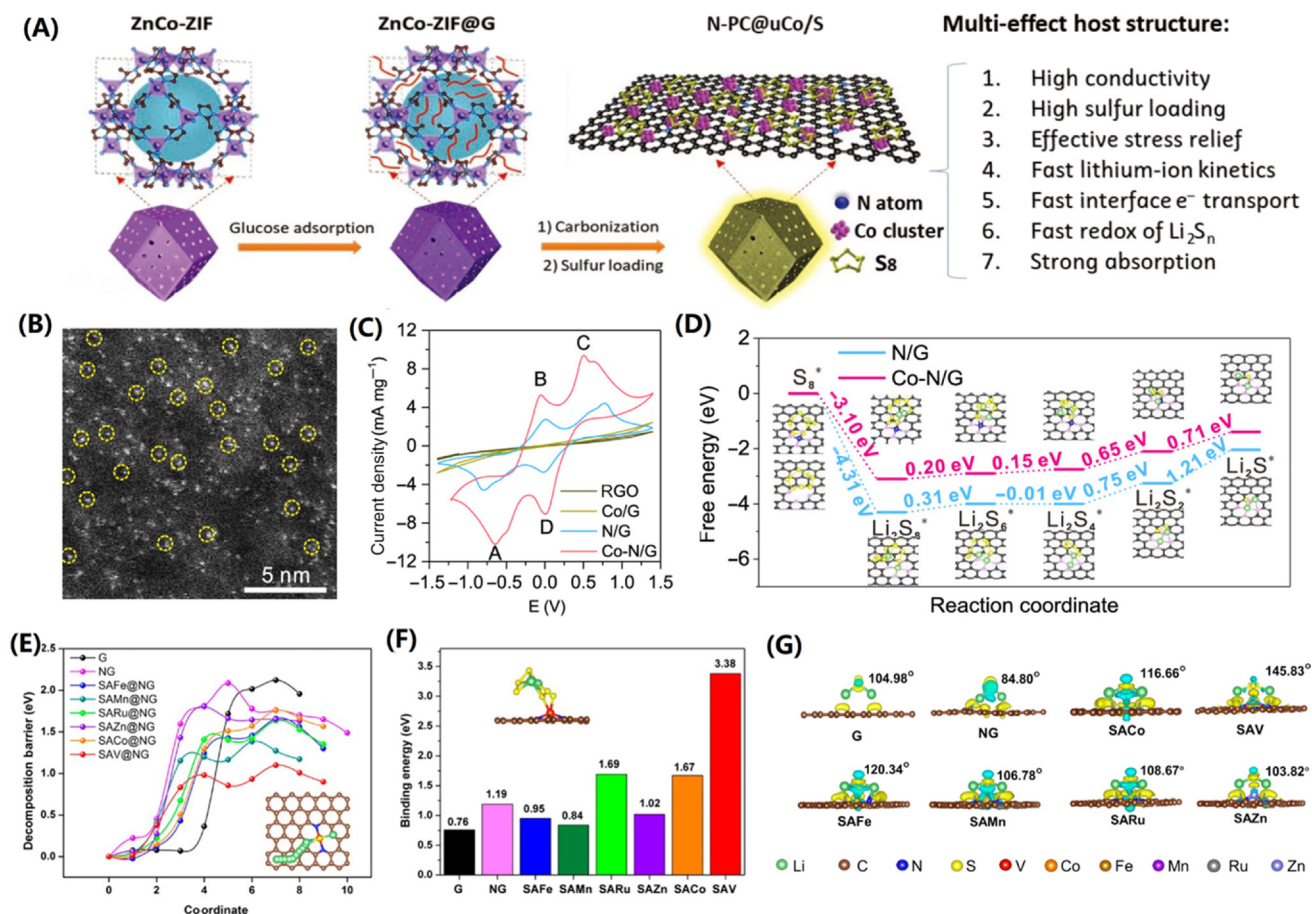 (A)
ZnCo-ZIF
ZnCo-ZIF@G
N-PC@uCo/S
Multi-effect host structure:
1. High conductivity
2. High sulfur loading
3. Effective stress relief
4. Fast lithium-ion kinetics
5. Fast interface e⁻ transport
6. Fast redox of Li₂Sₙ
7. Strong absorption
Glucose adsorption
1) Carbonization
2) Sulfur loading
N atom
Co cluster
S8
(B)
5 nm
(C)
Current density(mA mg⁻¹)
12
8
4
0
−4
−8
−12
A
B
C
D
RGO
Co/G
N/G
Co-N/G
−1.5 −1.0 −0.5 0.0 0.5 1.0 1.5
E (V)
(D)
Free energy (eV)
2
0
−2
−4
−6
N/G
Co-N/G
S₈*
−3.10 eV
0.20 eV
0.15 eV
0.65 eV
0.71 eV
−4.31 eV
0.31 eV
−0.01 eV
0.75 eV
1.21 eV
Li₂S₈*
Li₂S₆*
Li₂S₄*
Li₂S₂*
Li₂S*
Reaction coordinate
(E)
Decomposition barrier (eV)
2.5
2.0
1.5
1.0
0.5
0.0
G
NG
SAFe@NG
SAMn@NG
SARu@NG
SAZn@NG
SACo@NG
SAV@NG
0 2 4 6 8 10
Coordinate
(F)
Binding energy (eV)
3.5
3.0
2.5
2.0
1.5
1.0
0.5
0.0
0.76
1.19
0.95
0.84
1.69
1.02
1.67
3.38
G NG SAFe SAMn SARu SAZn SACo SAV
(G)
104.98° 84.80° 116.66° 145.83°
G NG SACo SAV
120.34° 106.78° 108.67° 103.82°
SAFe SAMn SARu SAZn
Li C N S V Co Fe Mn Ru Zn